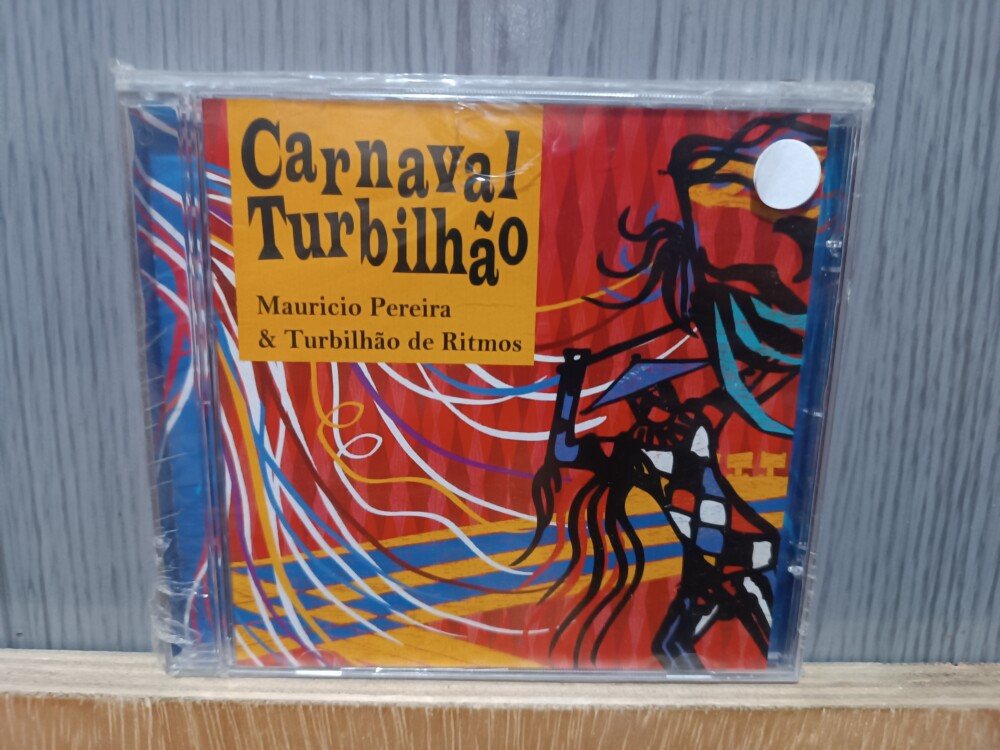 Carnaval
Turbilhão
Mauricio Pereira
& Turbilhão de Ritmos